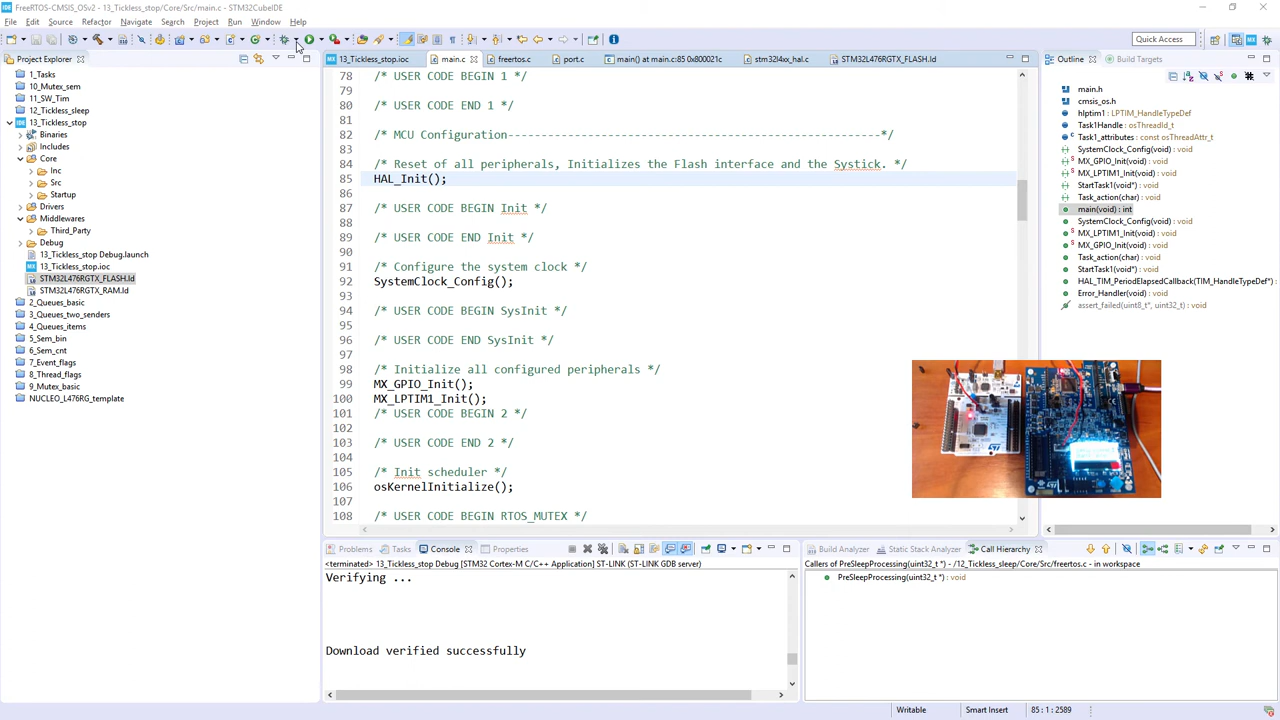 FreeRTOS-CMSIS_OSv2 - 13_Tickless_stop/Core/Src/main.c - STM32CubeIDE
File Edit Source Refactor Navigate Search Project Run Window Help
Quick Access
Project Explorer
1_Tasks
10_Mutex_sem
11_SW_Tim
12_Tickless_sleep
13_Tickless_stop
Binaries
Includes
Core
Inc
Src
Startup
Drivers
Middlewares
Third_Party
Debug
13_Tickless_stop Debug.launch
13_Tickless_stop.ioc
STM32L476RGTX_FLASH.ld
STM32L476RGTX_RAM.ld
2_Queues_basic
3_Queues_two_senders
4_Queues_items
5_Sem_bin
6_Sem_cnt
7_Event_flags
8_Thread_flags
9_Mutex_basic
NUCLEO_L476RG_template
13_Tickless_stop.ioc main.c freertos.c port.c main() at main.c:85 0x800021c stm32l4xx_hal.c STM32L476RGTX_FLASH.ld
78 /* USER CODE BEGIN 1 */
79
80 /* USER CODE END 1 */
81
82 /* MCU Configuration--------------------------------------------------------*/
83
84 /* Reset of all peripherals, Initializes the Flash interface and the Systick. */
85 HAL_Init();
86
87 /* USER CODE BEGIN Init */
88
89 /* USER CODE END Init */
90
91 /* Configure the system clock */
92 SystemClock_Config();
93
94 /* USER CODE BEGIN SysInit */
95
96 /* USER CODE END SysInit */
97
98 /* Initialize all configured peripherals */
99 MX_GPIO_Init();
100 MX_LPTIM1_Init();
101 /* USER CODE BEGIN 2 */
102
103 /* USER CODE END 2 */
104
105 /* Init scheduler */
106 osKernelInitialize();
107
108 /* USER CODE BEGIN RTOS_MUTEX */
Outline Build Targets
main.h
cmsis_os.h
hlptim1 : LPTIM_HandleTypeDef
Task1Handle : osThreadId_t
Task1_attributes : const osThreadAttr_t
SystemClock_Config(void) : void
MX_GPIO_Init(void) : void
MX_LPTIM1_Init(void) : void
StartTask1(void*) : void
Task_action(char) : void
main(void) : int
SystemClock_Config(void) : void
MX_LPTIM1_Init(void) : void
MX_GPIO_Init(void) : void
Task_action(char) : void
StartTask1(void*) : void
HAL_TIM_PeriodElapsedCallback(TIM_HandleTypeDef*) : void
Error_Handler(void) : void
assert_failed(uint8_t*, uint32_t) : void
Problems Tasks Console Properties
<terminated> 13_Tickless_stop Debug [STM32 Cortex-M C/C++ Application] ST-LINK (ST-LINK GDB server)
Verifying ...
Download verified successfully
Build Analyzer Static Stack Analyzer Call Hierarchy
Callers of PreSleepProcessing(uint32_t *) - /12_Tickless_sleep/Core/Src/freertos.c - in workspace
PreSleepProcessing(uint32_t *) : void
Writable Smart Insert 85 : 1 : 2589